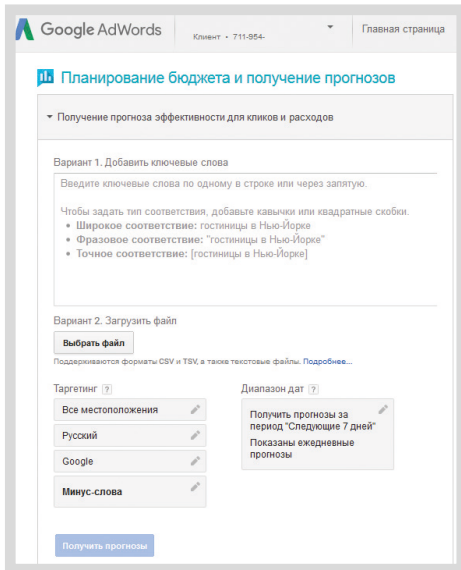 Google AdWords
Клиент • 711-954-
Главная страница
Планирование бюджета и получение прогнозов
Получение прогноза эффективности для кликов и расходов
Вариант 1. Добавить ключевые слова
Введите ключевые слова по одному в строке или через запятую.
Чтобы задать тип соответствия, добавьте кавычки или квадратные скобки.
• Широкое соответствие: гостиницы в Нью-Йорке
• Фразовое соответствие: "гостиницы в Нью-Йорке"
• Точное соответствие: [гостиницы в Нью-Йорке]
Вариант 2. Загрузить файл
Выбрать файл
Поддерживаются форматы CSV и TSV, а также текстовые файлы. Подробнее...
Таргетинг ?
Все местоположения
Русский
Google
Минус-слова
Диапазон дат ?
Получить прогнозы за
период "Следующие 7 дней"
Показаны ежедневные
прогнозы
Получить прогнозы